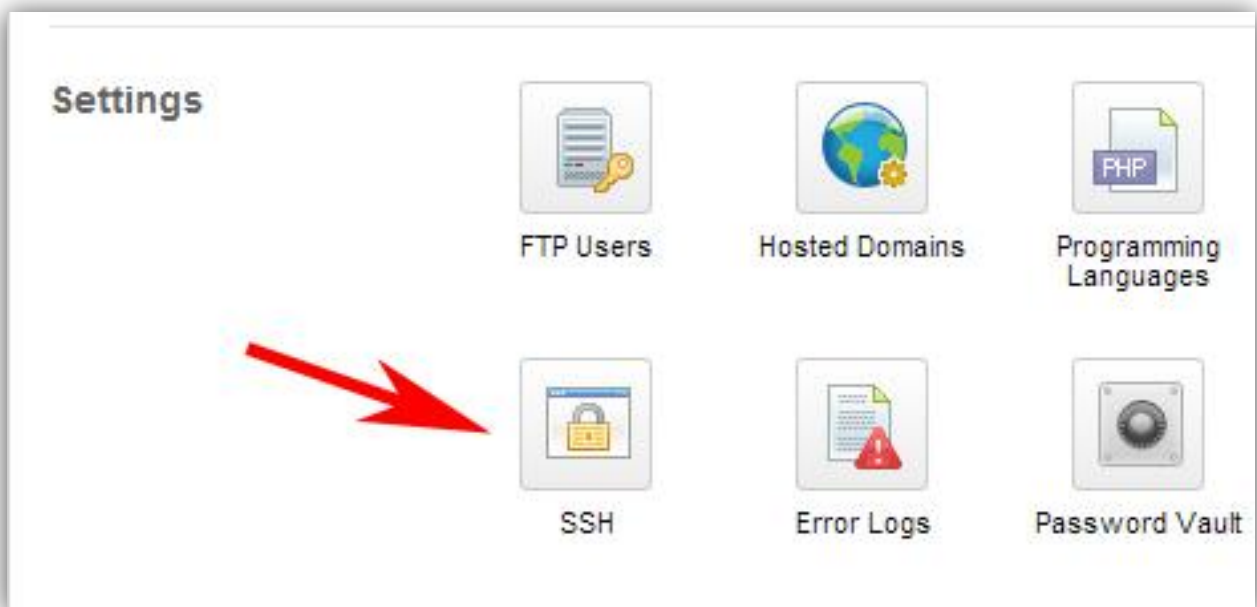 Settings
FTP Users
Hosted Domains
PHP
Programming
Languages
SSH
Error Logs
Password Vault